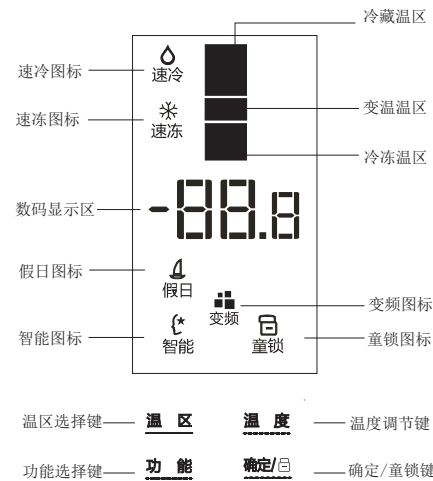 冷藏温区
速冷图标
速冷
速冻图标
速冻
变温温区
冷冻温区
数码显示区
-88.8
假日图标
假日
变频
变频图标
智能图标
智能
童锁
童锁图标
温区选择键
温 区
温 度
温度调节键
功能选择键
功 能
确定/
确定/童锁键